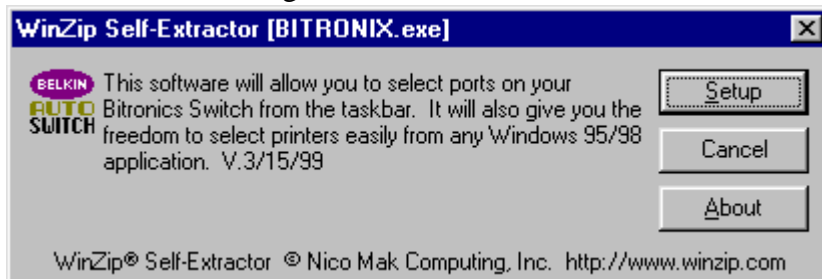 WinZip Self-Extractor [BITRONIX.exe]
BELKIN
AUTO
SWITCH
This software will allow you to select ports on your
Bitronics Switch from the taskbar.  It will also give you the
freedom to select printers easily from any Windows 95/98
application.  V.3/15/99
Setup
Cancel
About
WinZip® Self-Extractor  © Nico Mak Computing, Inc.  http://www.winzip.com